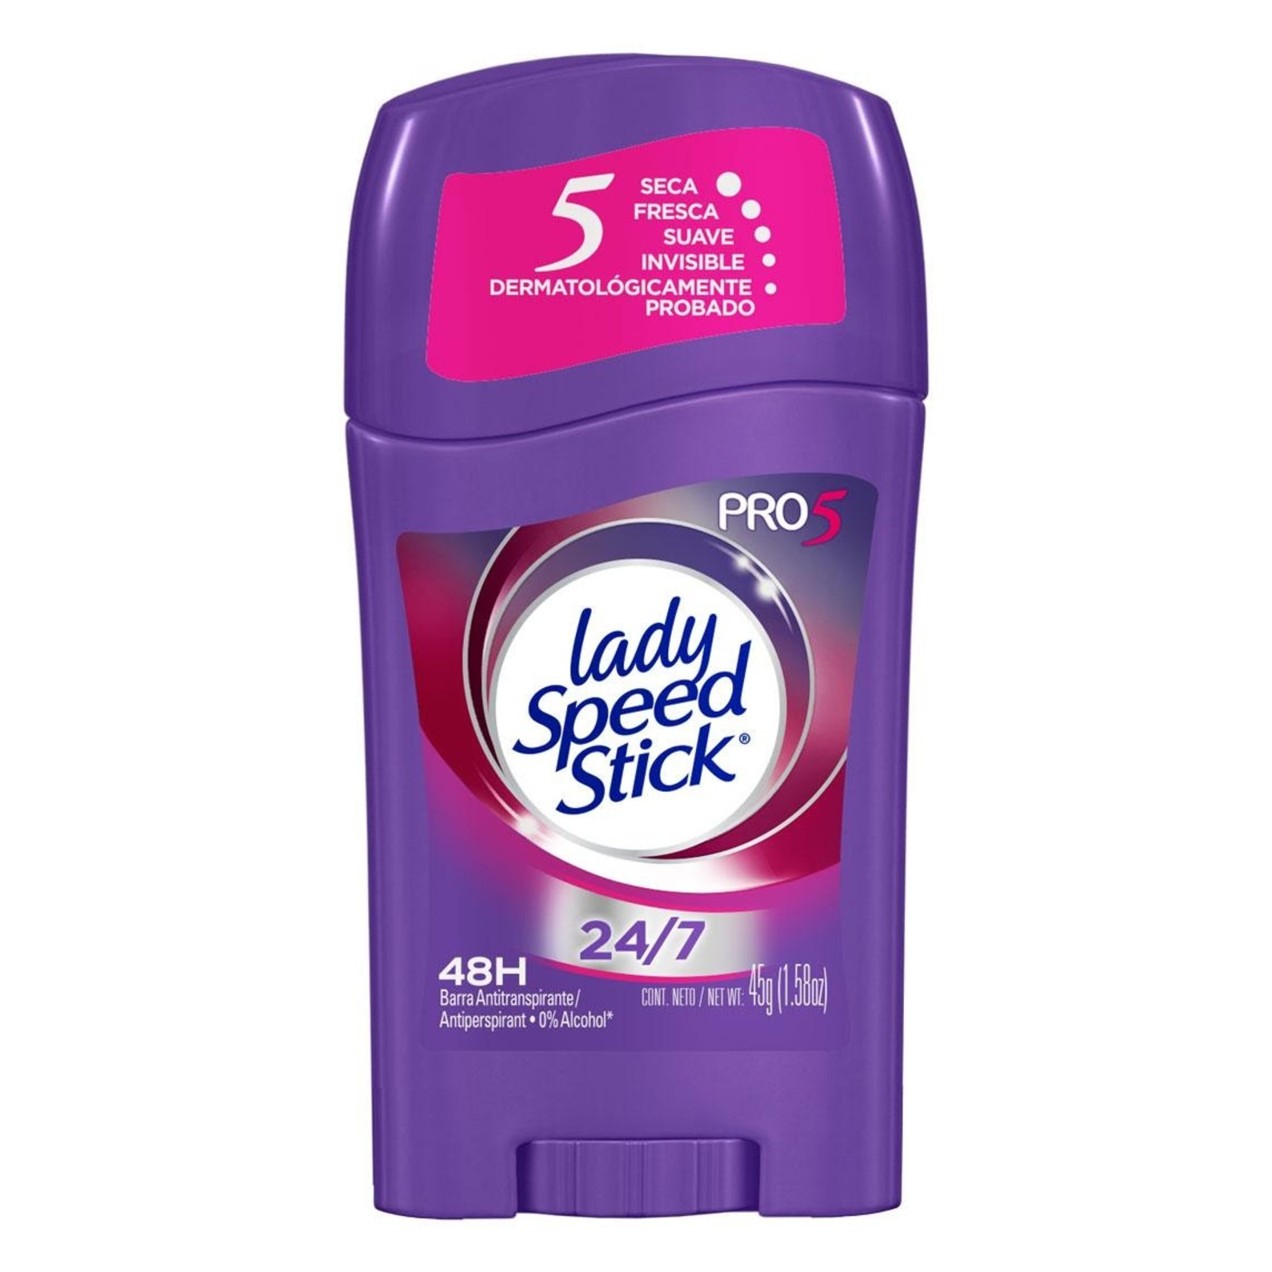 5
SECA
FRESCA
SUAVE
INVISIBLE
DERMATOLÓGICAMENTE
PROBADO
PRO5
lady
Speed
Stick®
24/7
48H
Barra Antitranspirante/
Antiperspirant • 0% Alcohol*
CONT. NETO / NET WT: 45g (1.58oz)